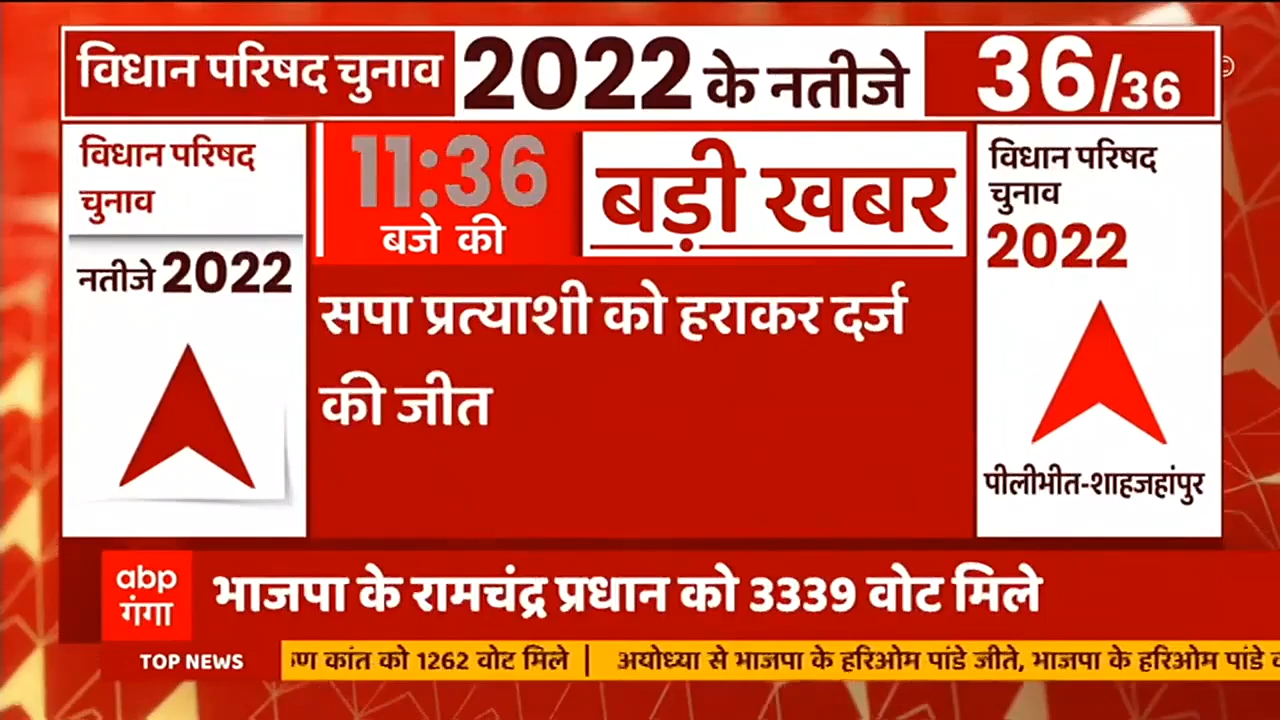 विधान परिषद चुनाव 2022 के नतीजे 36/36
विधान परिषद
चुनाव
नतीजे 2022
11:36
बजे की
बड़ी खबर
सपा प्रत्याशी को हराकर दर्ज
की जीत
विधान परिषद
चुनाव
2022
पीलीभीत-शाहजहांपुर
abp
गंगा
भाजपा के रामचंद्र प्रधान को 3339 वोट मिले
TOP NEWS
कांत को 1262 वोट मिले | अयोध्या से भाजपा के हरिओम पांडे जीते, भाजपा के हरिओम पांडे